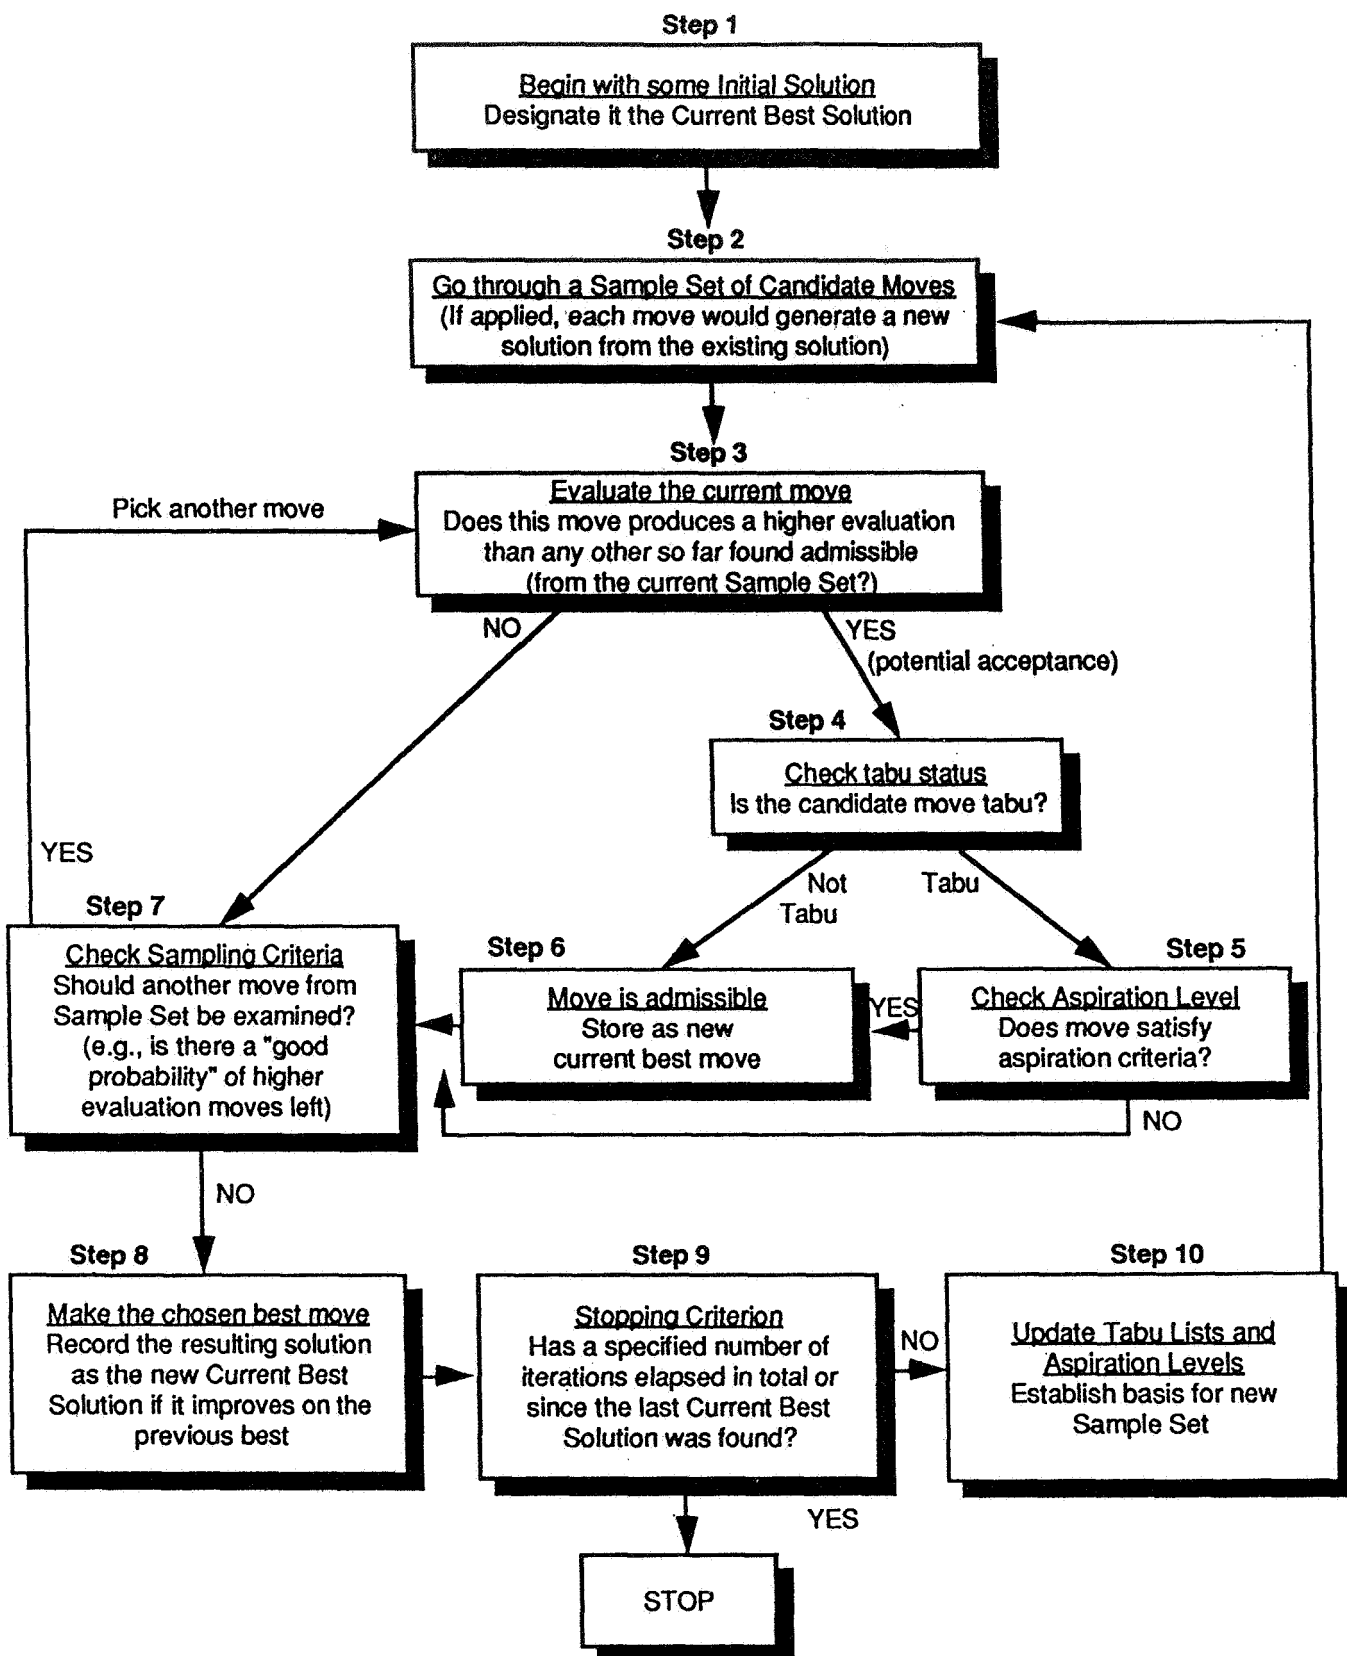 Step 1
Begin with some Initial Solution
Designate it the Current Best Solution
Step 2
Go through a Sample Set of Candidate Moves
(If applied, each move would generate a new
solution from the existing solution)
Step 3
Pick another move
Evaluate the current move
Does this move produces a higher evaluation
than any other so far found admissible
(from the current Sample Set?)
NO
YES
(potential acceptance)
Step 4
Check tabu status
Is the candidate move tabu?
YES
Not
Tabu
Tabu
Step 7
Check Sampling Criteria
Should another move from
Sample Set be examined?
(e.g., is there a "good
probability" of higher
evaluation moves left)
Step 6
Move is admissible
Store as new
current best move
YES
Step 5
Check Aspiration Level
Does move satisfy
aspiration criteria?
NO
NO
Step 8
Make the chosen best move
Record the resulting solution
as the new Current Best
Solution if it improves on the
previous best
Step 9
Stopping Criterion
Has a specified number of
iterations elapsed in total or
since the last Current Best
Solution was found?
NO
Step 10
Update Tabu Lists and
Aspiration Levels
Establish basis for new
Sample Set
YES
STOP